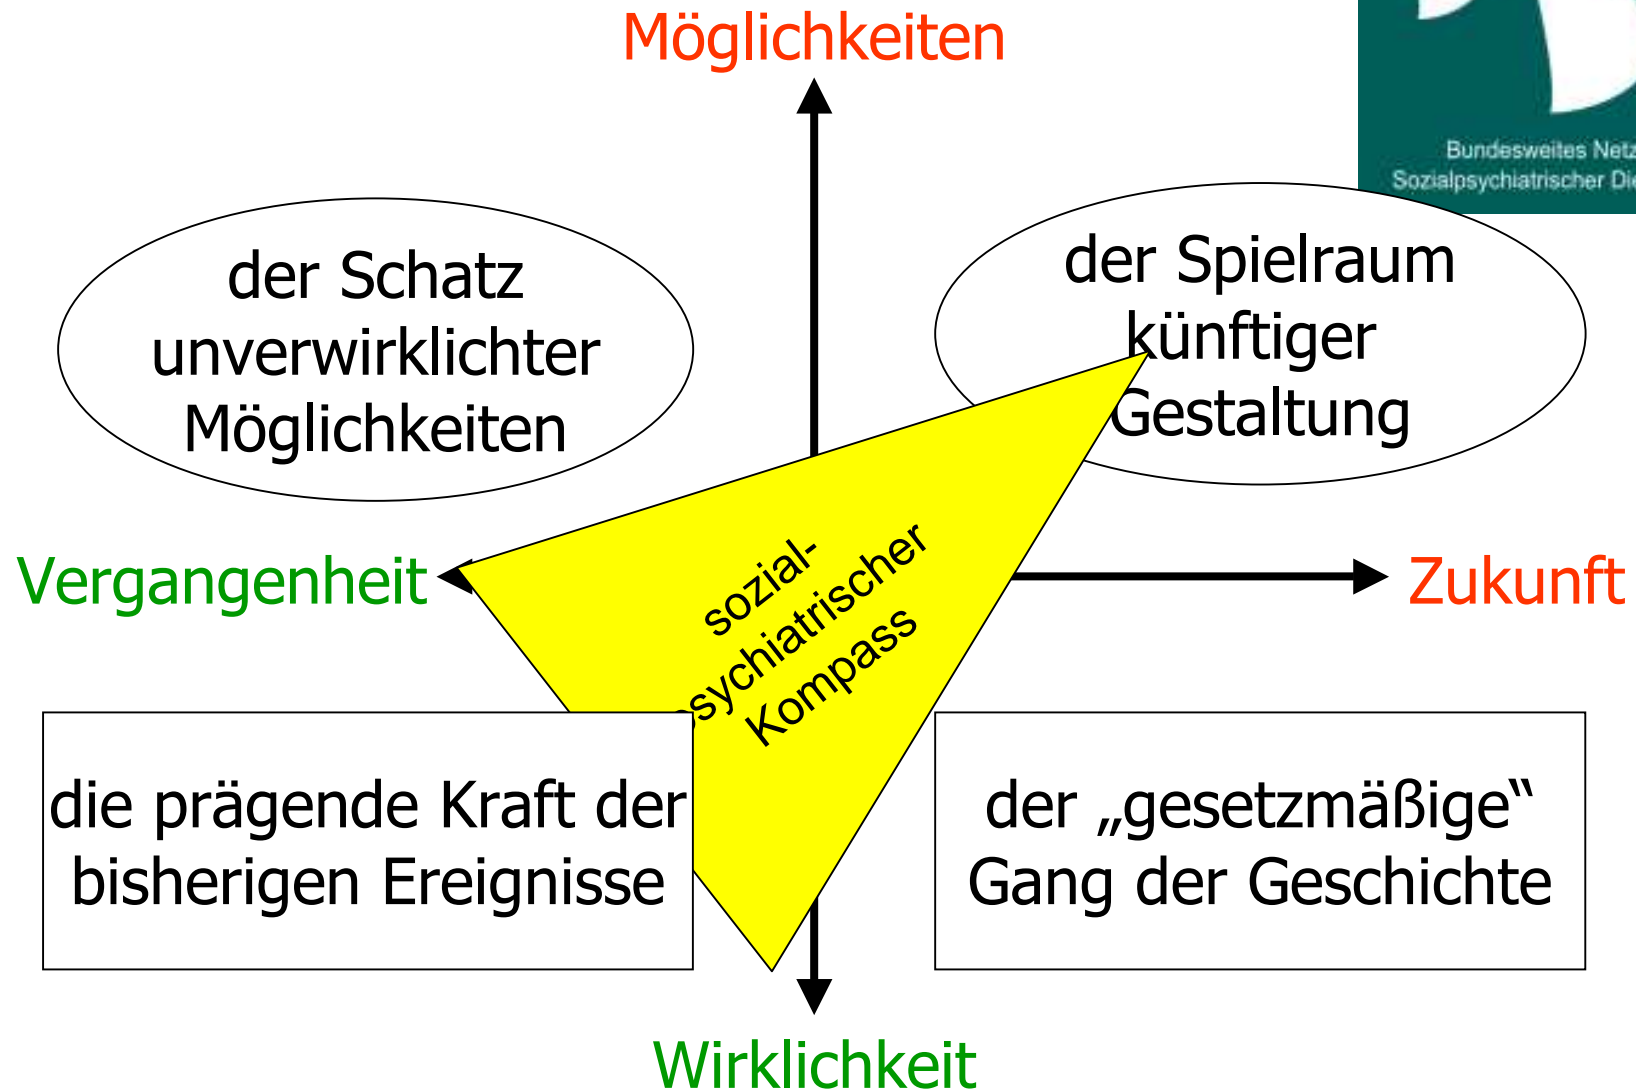 Möglichkeiten
Bundesweites Netz
Sozialpsychiatrischer Die
der Schatz
unverwirklichter
Möglichkeiten
der Spielraum
künftiger
Gestaltung
Vergangenheit
sozial-
psychiatrischer
Kompass
Zukunft
die prägende Kraft der
bisherigen Ereignisse
der „gesetzmäßige“
Gang der Geschichte
Wirklichkeit